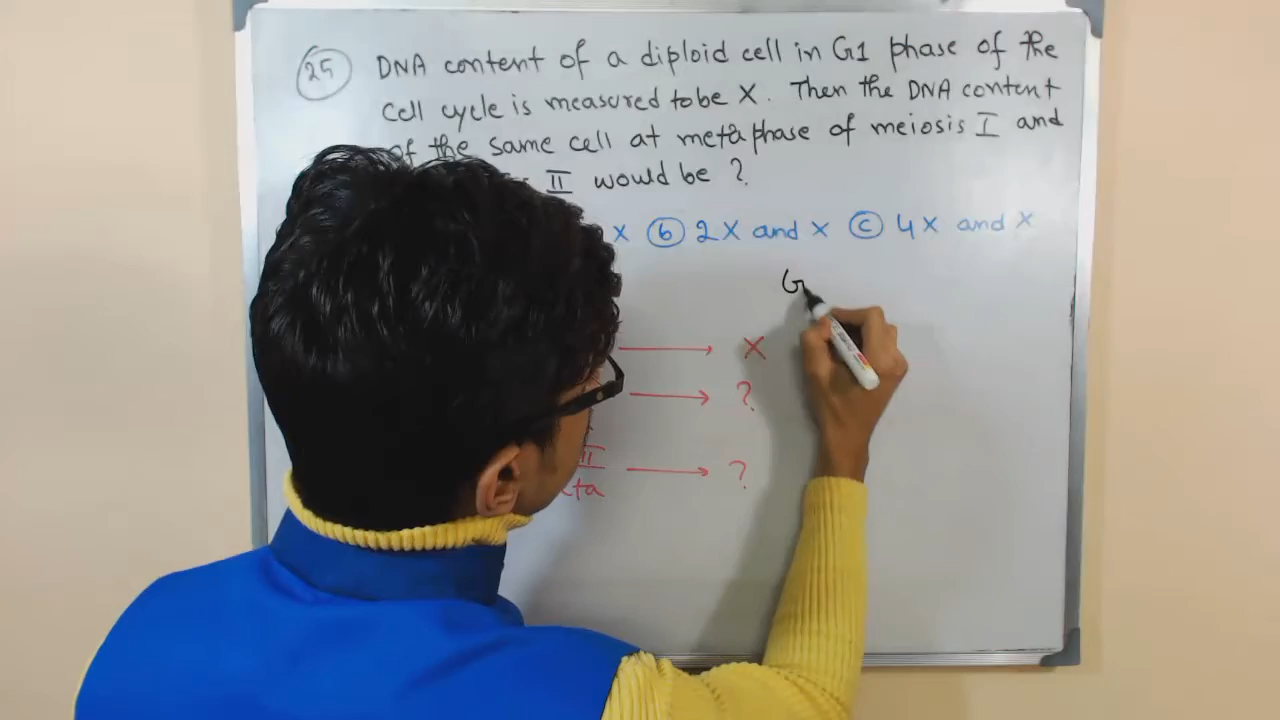 25 DNA content of a diploid cell in G1 phase of the
cell cycle is measured to be X. Then the DNA content
of the same cell at metaphase of meiosis I and
II would be ?
X b 2X and X c 4X and X
G
→ X
→ ?
II → ?